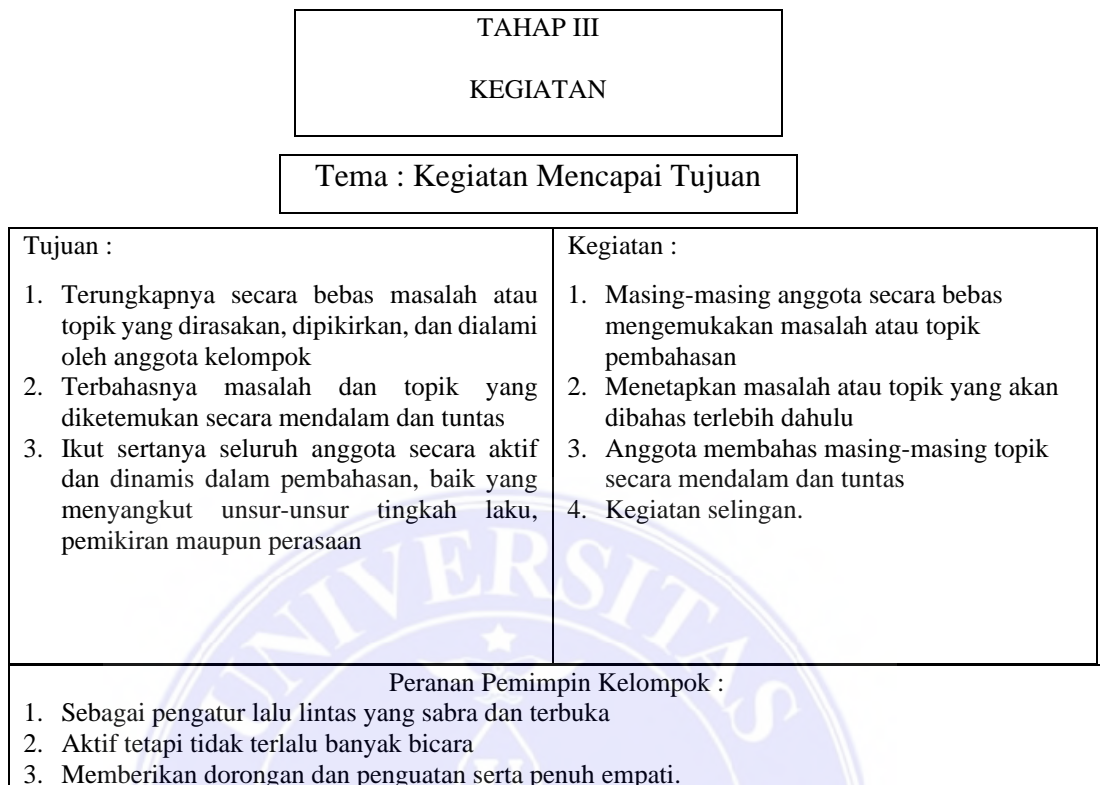 TAHAP III
KEGIATAN
Tema : Kegiatan Mencapai Tujuan
Tujuan :
1. Terungkapnya secara bebas masalah atau
topik yang dirasakan, dipikirkan, dan dialami
oleh anggota kelompok
2. Terbahasnya masalah dan topik yang
diketemukan secara mendalam dan tuntas
3. Ikut sertanya seluruh anggota secara aktif
dan dinamis dalam pembahasan, baik yang
menyangkut unsur-unsur tingkah laku,
pemikiran maupun perasaan
Kegiatan :
1. Masing-masing anggota secara bebas
mengemukakan masalah atau topik
pembahasan
2. Menetapkan masalah atau topik yang akan
dibahas terlebih dahulu
3. Anggota membahas masing-masing topik
secara mendalam dan tuntas
4. Kegiatan selingan.
UNIVERSITAS
Peranan Pemimpin Kelompok :
1. Sebagai pengatur lalu lintas yang sabra dan terbuka
2. Aktif tetapi tidak terlalu banyak bicara
3. Memberikan dorongan dan penguatan serta penuh empati.